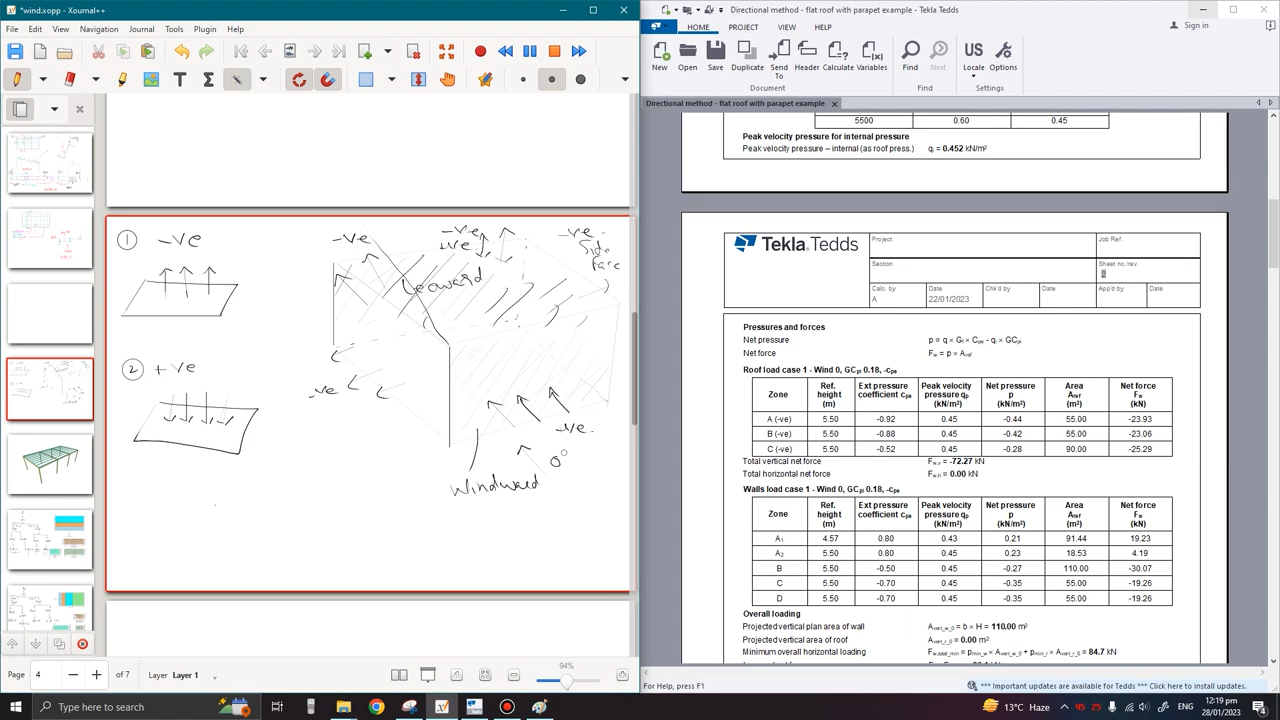 *wind.xopp - Xournal++
File Edit View Navigation Journal Tools Plugin Help
Page 4 of 7 Layer Layer 1
94%
1 -ve
2 +ve
-ve
-ve
+ve
-ve
Side
face
Leeward
-ve
-ve
0°
Windward
Directional method - flat roof with parapet example - Tekla Tedds
HOME PROJECT VIEW HELP
Sign in
New Open Save Duplicate Send To Header Calculate Variables Find Next Locale Options
US
Document Find Settings
Directional method - flat roof with parapet example
5500 0.60 0.45
Peak velocity pressure for internal pressure
Peak velocity pressure – internal (as roof press.) qi = 0.452 kN/m²
Tekla Tedds
Project Job Ref.
Section Sheet no./rev.
Calc. by Date Chk'd by Date App'd by Date
A 22/01/2023
Pressures and forces
Net pressure p = q × Gf × Cpe - qi × GCpi
Net force Fw = p × Aref
Roof load case 1 - Wind 0, GCpi 0.18, -cpe
Zone Ref. height (m) Ext pressure coefficient cpe Peak velocity pressure qp (kN/m²) Net pressure p (kN/m²) Area Aref (m²) Net force Fw (kN)
A (-ve) 5.50 -0.92 0.45 -0.44 55.00 -23.93
B (-ve) 5.50 -0.88 0.45 -0.42 55.00 -23.06
C (-ve) 5.50 -0.52 0.45 -0.28 90.00 -25.29
Total vertical net force Fw,v = -72.27 kN
Total horizontal net force Fw,h = 0.00 kN
Walls load case 1 - Wind 0, GCpi 0.18, -cpe
Zone Ref. height (m) Ext pressure coefficient cpe Peak velocity pressure qp (kN/m²) Net pressure p (kN/m²) Area Aref (m²) Net force Fw (kN)
A1 4.57 0.80 0.43 0.21 91.44 19.23
A2 5.50 0.80 0.45 0.23 18.53 4.19
B 5.50 -0.50 0.45 -0.27 110.00 -30.07
C 5.50 -0.70 0.45 -0.35 55.00 -19.26
D 5.50 -0.70 0.45 -0.35 55.00 -19.26
Overall loading
Projected vertical plan area of wall Avert_w_0 = b × H = 110.00 m²
Projected vertical area of roof Avert_r_0 = 0.00 m²
Minimum overall horizontal loading Fw,total_min = pmin_w × Avert_w_0 + pmin_r × Avert_r_0 = 84.7 kN
For Help, press F1
*** Important updates are available for Tedds *** Click here to install updates.
13°C Haze
12:19 pm
28/01/2023